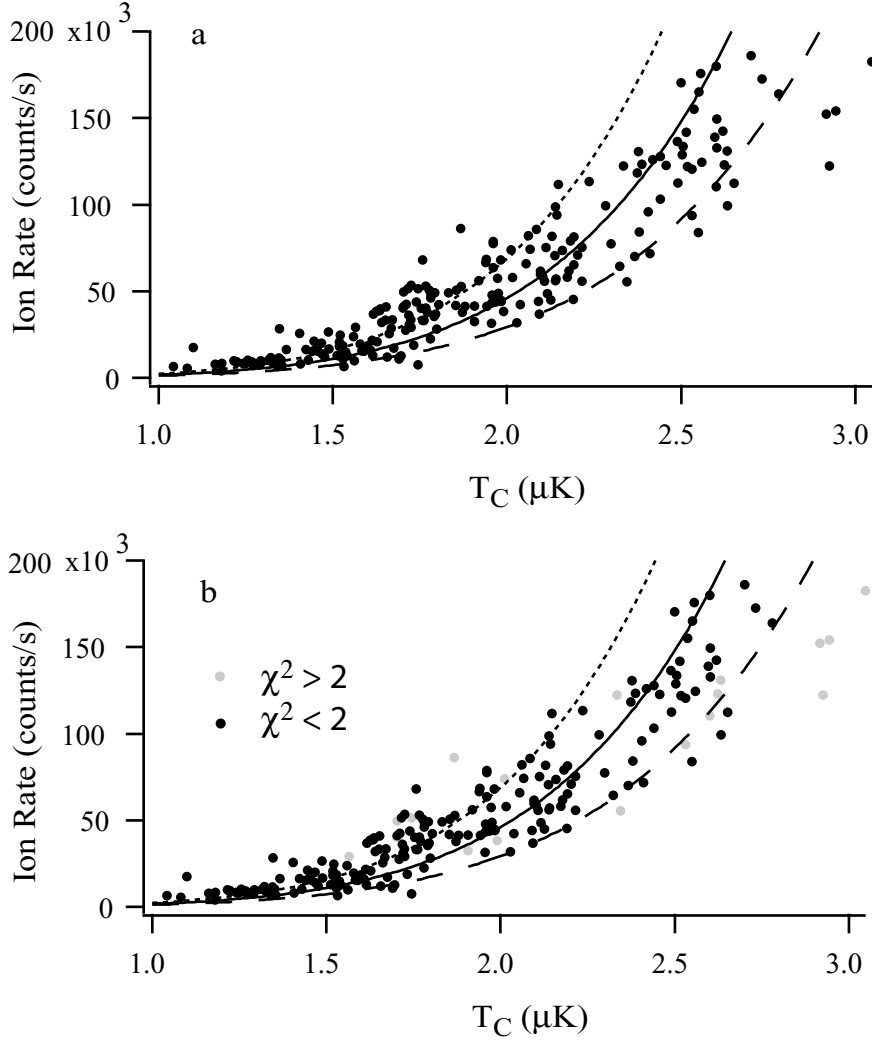 200 x10 3
a
150
100
50
0
Ion Rate (counts/s)
1.0 1.5 2.0 2.5 3.0
T_C (μK)
200 x10 3
b
150
χ² > 2
χ² < 2
100
50
0
Ion Rate (counts/s)
1.0 1.5 2.0 2.5 3.0
T_C (μK)